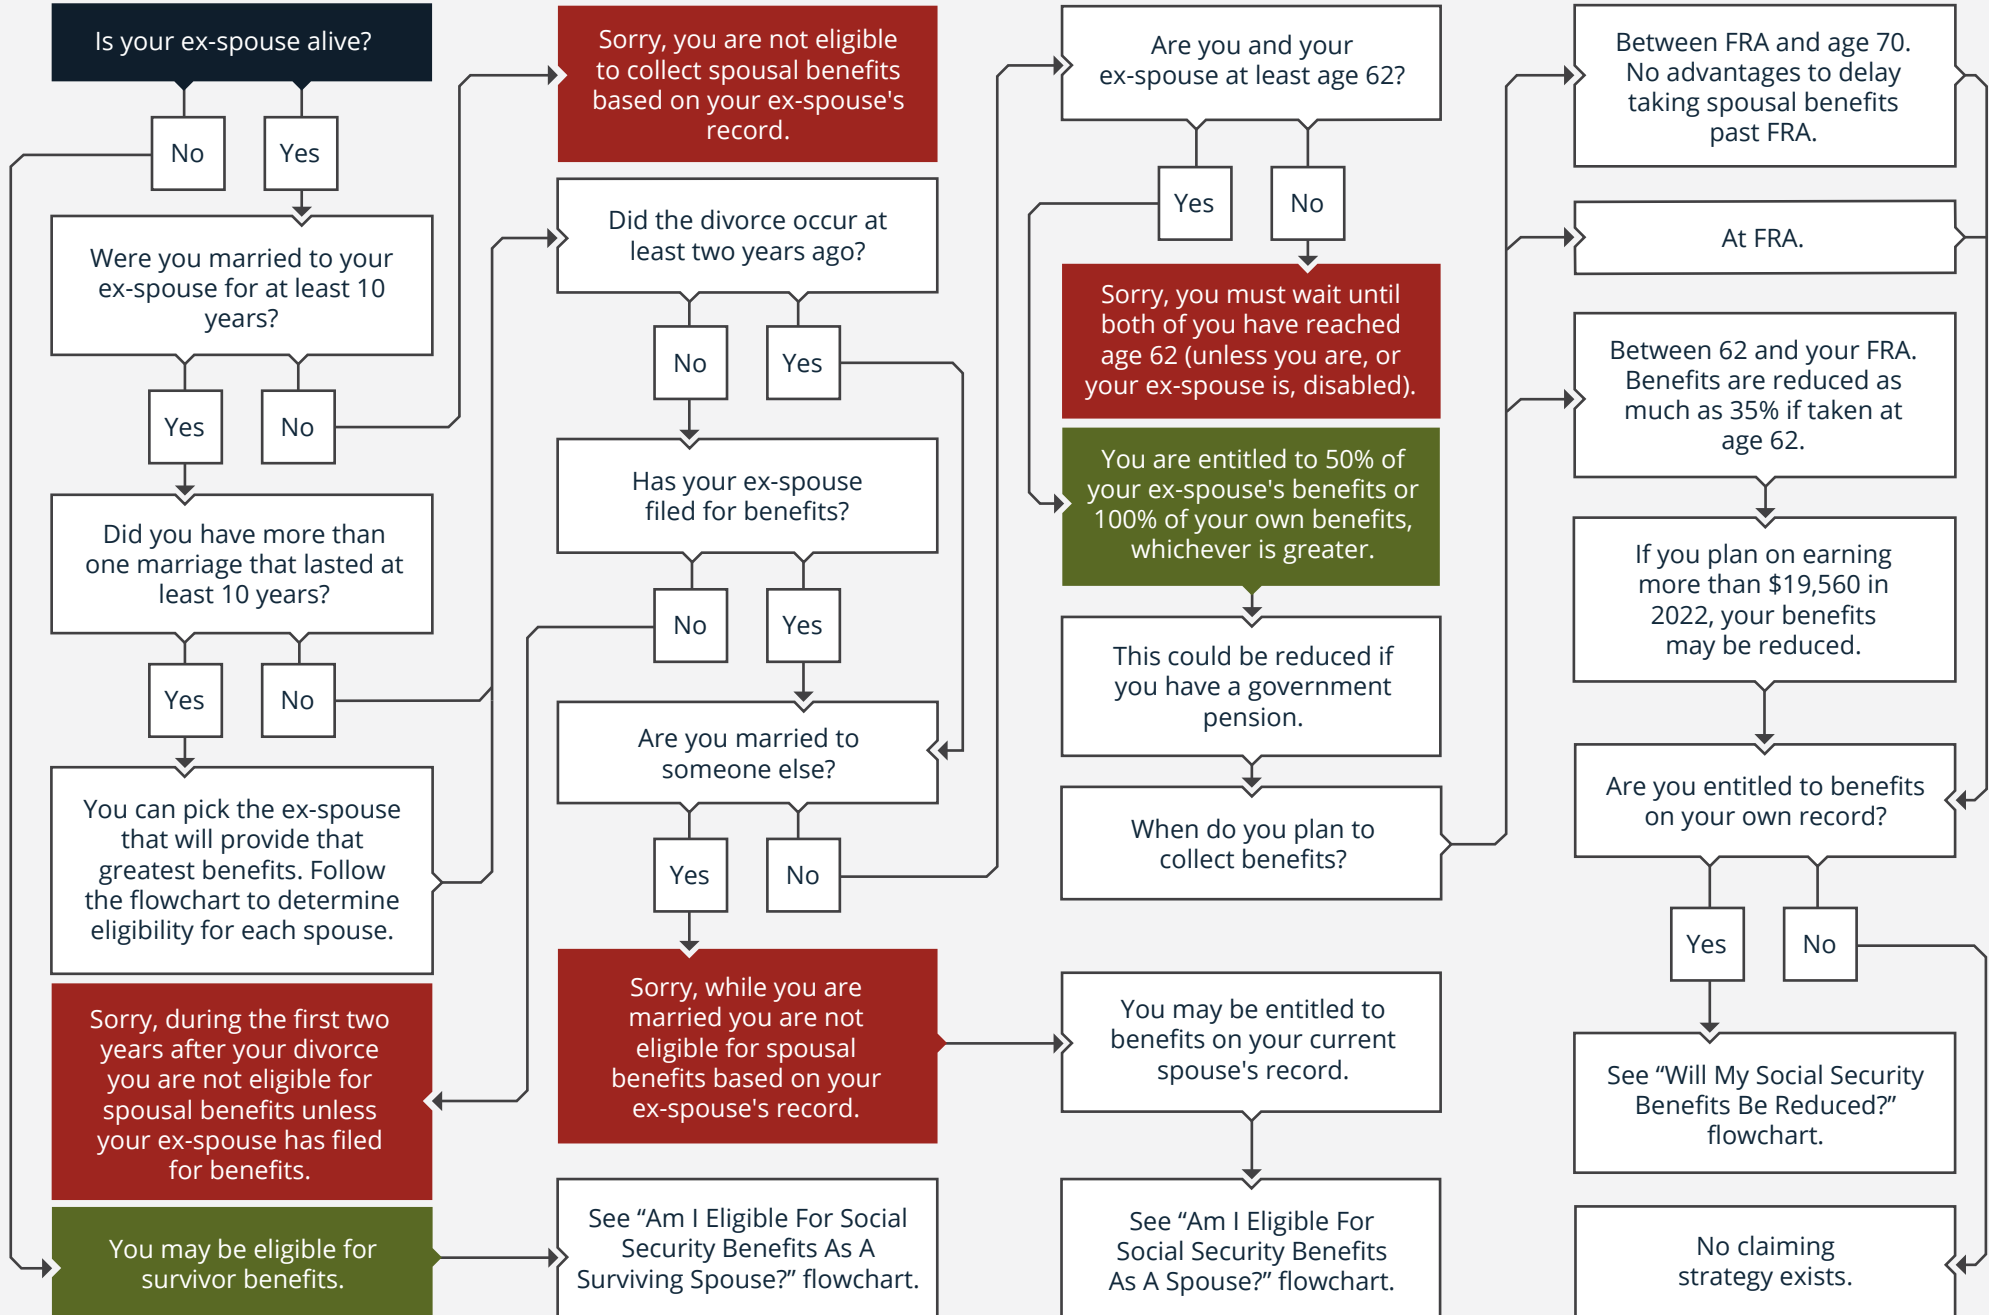 Is your ex-spouse alive?
No
Yes
Were you married to your
ex-spouse for at least 10
years?
Yes
No
Did you have more than
one marriage that lasted at
least 10 years?
Yes
No
You can pick the ex-spouse
that will provide that
greatest benefits. Follow
the flowchart to determine
eligibility for each spouse.
Sorry, during the first two
years after your divorce
you are not eligible for
spousal benefits unless
your ex-spouse has filed
for benefits.
You may be eligible for
survivor benefits.
Sorry, you are not eligible
to collect spousal benefits
based on your ex-spouse's
record.
Did the divorce occur at
least two years ago?
No
Yes
Has your ex-spouse
filed for benefits?
No
Yes
Are you married to
someone else?
Yes
No
Sorry, while you are
married you are not
eligible for spousal
benefits based on your
ex-spouse's record.
See “Am I Eligible For Social
Security Benefits As A
Surviving Spouse?” flowchart.
Are you and your
ex-spouse at least age 62?
Yes
No
Sorry, you must wait until
both of you have reached
age 62 (unless you are, or
your ex-spouse is, disabled).
You are entitled to 50% of
your ex-spouse's benefits or
100% of your own benefits,
whichever is greater.
This could be reduced if
you have a government
pension.
When do you plan to
collect benefits?
You may be entitled to
benefits on your current
spouse's record.
See “Am I Eligible For
Social Security Benefits
As A Spouse?” flowchart.
Between FRA and age 70.
No advantages to delay
taking spousal benefits
past FRA.
At FRA.
Between 62 and your FRA.
Benefits are reduced as
much as 35% if taken at
age 62.
If you plan on earning
more than $19,560 in
2022, your benefits
may be reduced.
Are you entitled to benefits
on your own record?
Yes
No
See “Will My Social Security
Benefits Be Reduced?”
flowchart.
No claiming
strategy exists.